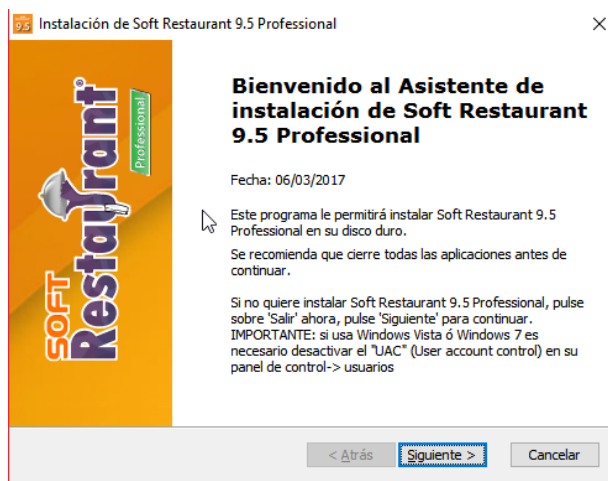 9.5 Instalación de Soft Restaurant 9.5 Professional
SOFT
Restaurant
Professional
Bienvenido al Asistente de
instalación de Soft Restaurant
9.5 Professional
Fecha: 06/03/2017
Este programa le permitirá instalar Soft Restaurant 9.5
Professional en su disco duro.
Se recomienda que cierre todas las aplicaciones antes de
continuar.
Si no quiere instalar Soft Restaurant 9.5 Professional, pulse
sobre 'Salir' ahora, pulse 'Siguiente' para continuar.
IMPORTANTE: si usa Windows Vista ó Windows 7 es
necesario desactivar el "UAC" (User account control) en su
panel de control-> usuarios
< Atrás Siguiente > Cancelar